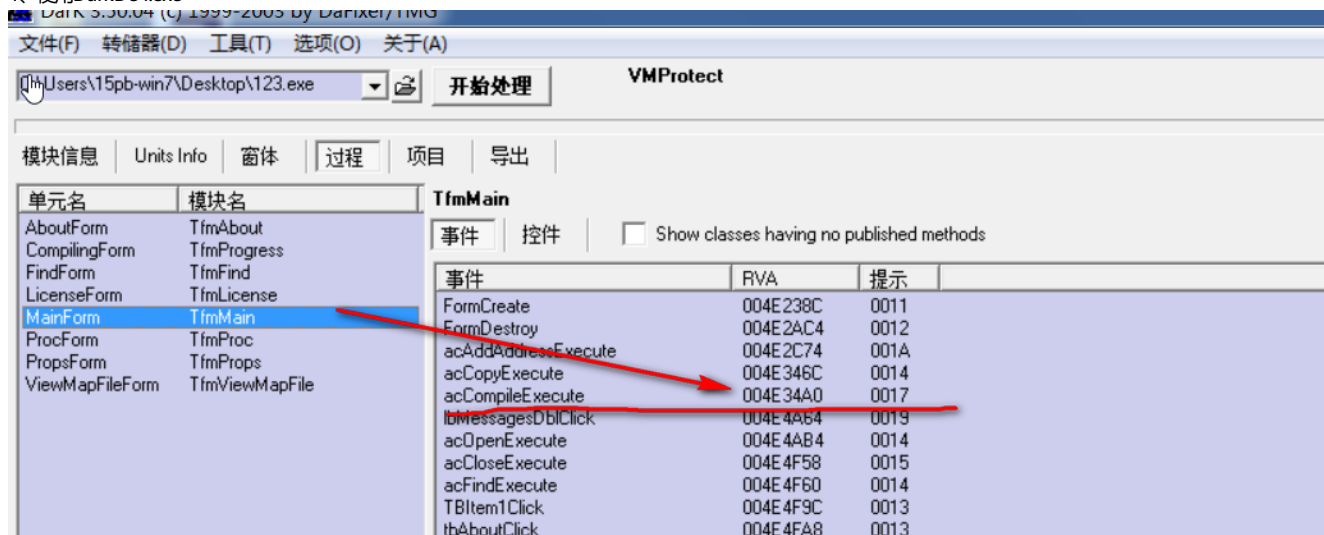 DaRK 3.50.04 (c) 1999-2003 by DaFixer/TMG
文件(F) 转储器(D) 工具(T) 选项(O) 关于(A)
Users\15pb-win7\Desktop\123.exe 开始处理 VMProtect
模块信息 Units Info 窗体 过程 项目 导出
单元名 模块名 TfmMain
AboutForm TfmAbout
事件 控件 Show classes having no published methods
CompilingForm TfmProgress
FindForm TfmFind
事件 RVA 提示
LicenseForm TfmLicense
FormCreate 004E238C 0011
MainForm TfmMain
FormDestroy 004E2AC4 0012
ProcForm TfmProc
acAddAddressExecute 004E2C74 001A
PropsForm TfmProps
acCopyExecute 004E346C 0014
ViewMapFileForm TfmViewMapFile
acCompileExecute 004E34A0 0017
lbMessagesDblClick 004E4A64 0019
acOpenExecute 004E4AB4 0014
acCloseExecute 004E4F58 0015
acFindExecute 004E4F60 0014
TBItem1Click 004E4F9C 0013
tbAboutClick 004E4FA8 0013